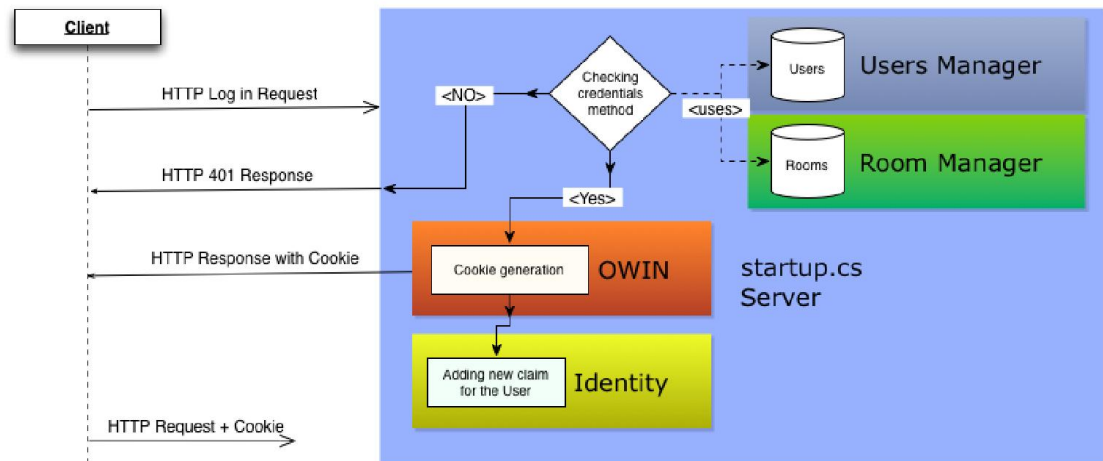 Client
HTTP Log in Request
<NO>
Checking
credentials
method
<uses>
Users
Users Manager
Rooms
Room Manager
HTTP 401 Response
<Yes>
HTTP Response with Cookie
Cookie generation
OWIN
startup.cs
Server
Adding new claim
for the User
Identity
HTTP Request + Cookie